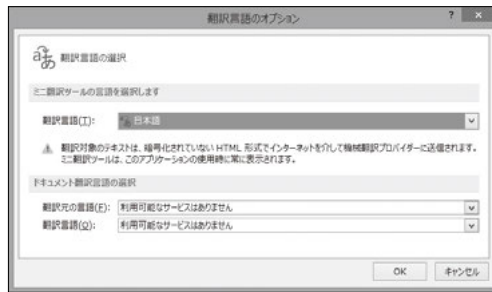 翻訳言語のオプション
翻訳言語の選択
ミニ翻訳ツールの言語を選択します
翻訳言語(T): 日本語
翻訳対象のテキストは、暗号化されていない HTML 形式でインターネットを介して機械翻訳プロバイダーに送信されます。
ミニ翻訳ツールは、このアプリケーションの使用時に常に表示されます。
ドキュメント翻訳言語の選択
翻訳元の言語(F): 利用可能なサービスはありません
翻訳言語(O): 利用可能なサービスはありません
OK キャンセル